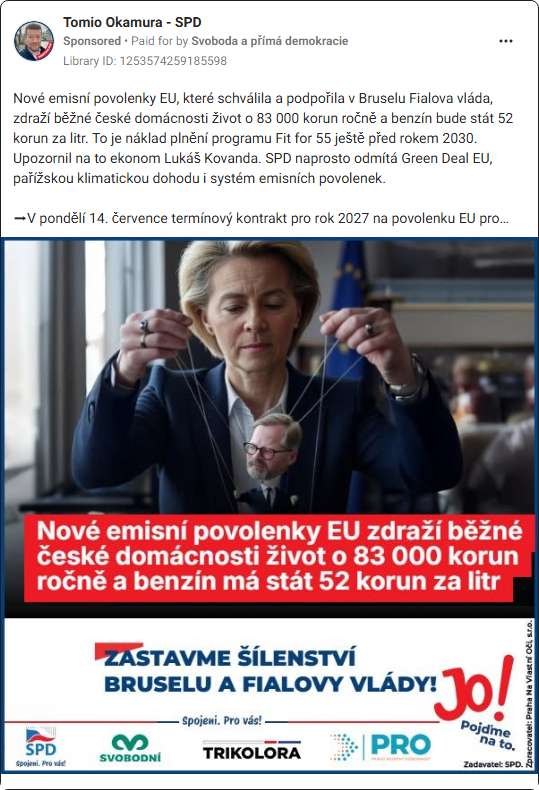 Tomio Okamura - SPD
Sponsored • Paid for by Svoboda a přímá demokracie
Library ID: 1253574259185598
Nové emisní povolenky EU, které schválila a podpořila v Bruselu Fialova vláda,
zdraží běžné české domácnosti život o 83 000 korun ročně a benzín bude stát 52
korun za litr. To je náklad plnění programu Fit for 55 ještě před rokem 2030.
Upozornil na to ekonom Lukáš Kovanda. SPD naprosto odmítá Green Deal EU,
pařížskou klimatickou dohodu i systém emisních povolenek.
➞V pondělí 14. července termínový kontrakt pro rok 2027 na povolenku EU pro...
Nové emisní povolenky EU zdraží běžné
české domácnosti život o 83 000 korun
ročně a benzín má stát 52 korun za litr
ZASTAVME ŠÍLENSTVÍ
BRUSELU A FIALOVY VLÁDY!
Jo!
Pojďme
na to.
Spojeni. Pro vás!
SPD
Spojeni. Pro vás!
SVOBODNÍ
TRIKOLORA
PRO
Zadavatel: SPD.
Zpracovatel: Praha Na Vlastní Oči, s.r.o.